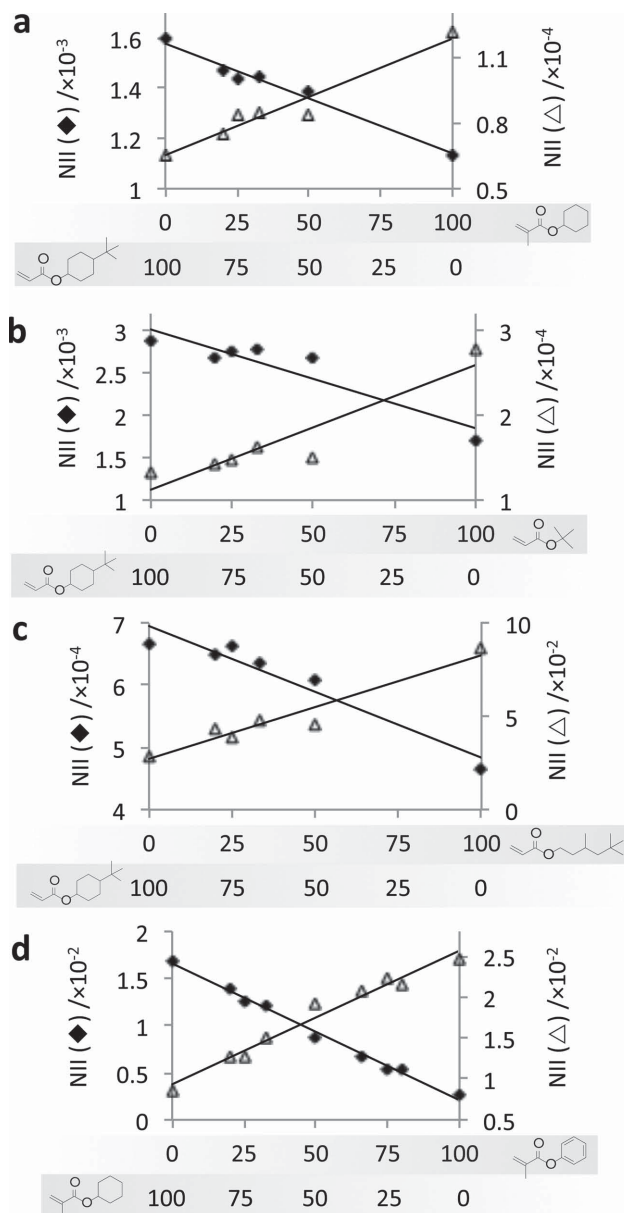 a
NII (◆) /×10⁻³
1.6
1.4
1.2
1
NII (△) /×10⁻⁴
1.1
0.8
0.5
0 25 50 75 100
O
O
100 75 50 25 0
O
O
b
NII (◆) /×10⁻³
3
2.5
2
1.5
1
NII (△) /×10⁻⁴
3
2
1
0 25 50 75 100
O
O
100 75 50 25 0
O
O
c
NII (◆) /×10⁻⁴
7
6
5
4
NII (△) /×10⁻²
10
5
0
0 25 50 75 100
O
O
100 75 50 25 0
O
O
d
NII (◆) /×10⁻²
2
1.5
1
0.5
0
NII (△) /×10⁻²
2.5
2
1.5
1
0.5
0 25 50 75 100
O
O
100 75 50 25 0
O
O